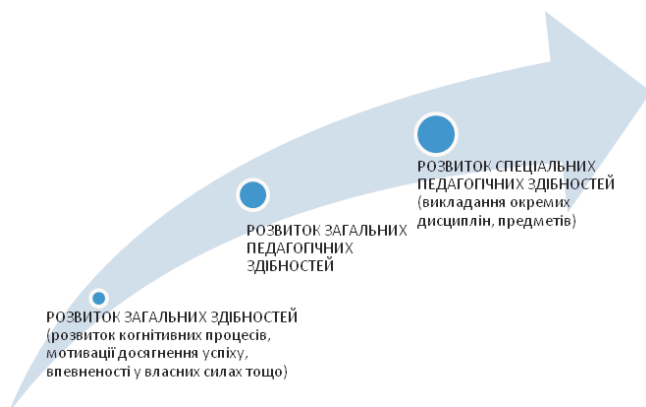 РОЗВИТОК СПЕЦІАЛЬНИХ
ПЕДАГОГІЧНИХ ЗДІБНОСТЕЙ
(викладання окремих
дисциплін, предметів)
РОЗВИТОК ЗАГАЛЬНИХ
ПЕДАГОГІЧНИХ
ЗДІБНОСТЕЙ
РОЗВИТОК ЗАГАЛЬНИХ ЗДІБНОСТЕЙ
(розвиток когнітивних процесів,
мотивації досягнення успіху,
впевненості у власних силах тощо)